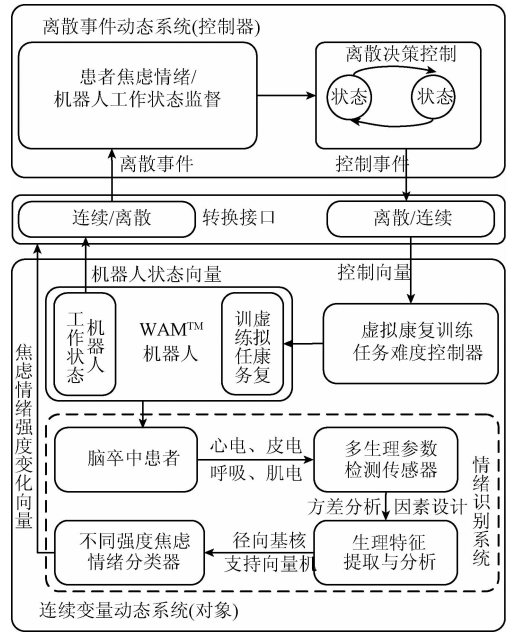 离散事件动态系统(控制器)
患者焦虑情绪/
机器人工作状态监督
离散决策控制
状态
状态
离散事件
控制事件
连续/离散
转换接口
离散/连续
机器人状态向量
控制向量
机器人
工作状态
WAM™
机器人
虚拟康复
训练任务
虚拟康复训练
任务难度控制器
焦虑情绪强度变化向量
脑卒中患者
心电、皮电
呼吸、肌电
多生理参数
检测传感器
情绪识别系统
方差分析
因素设计
不同强度焦虑
情绪分类器
径向基核
支持向量机
生理特征
提取与分析
连续变量动态系统(对象)